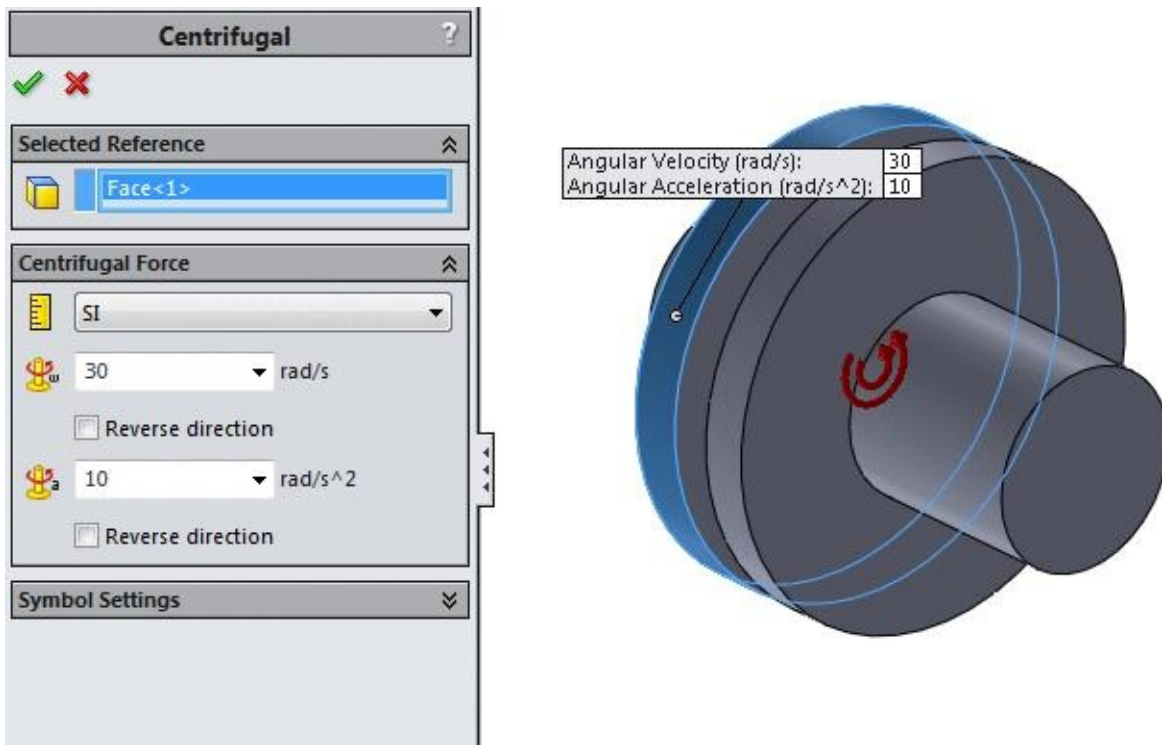 Centrifugal ?
Selected Reference
Face<1>
Centrifugal Force
SI
ω 30 rad/s
Reverse direction
a 10 rad/s^2
Reverse direction
Symbol Settings
Angular Velocity (rad/s): 30
Angular Acceleration (rad/s^2): 10